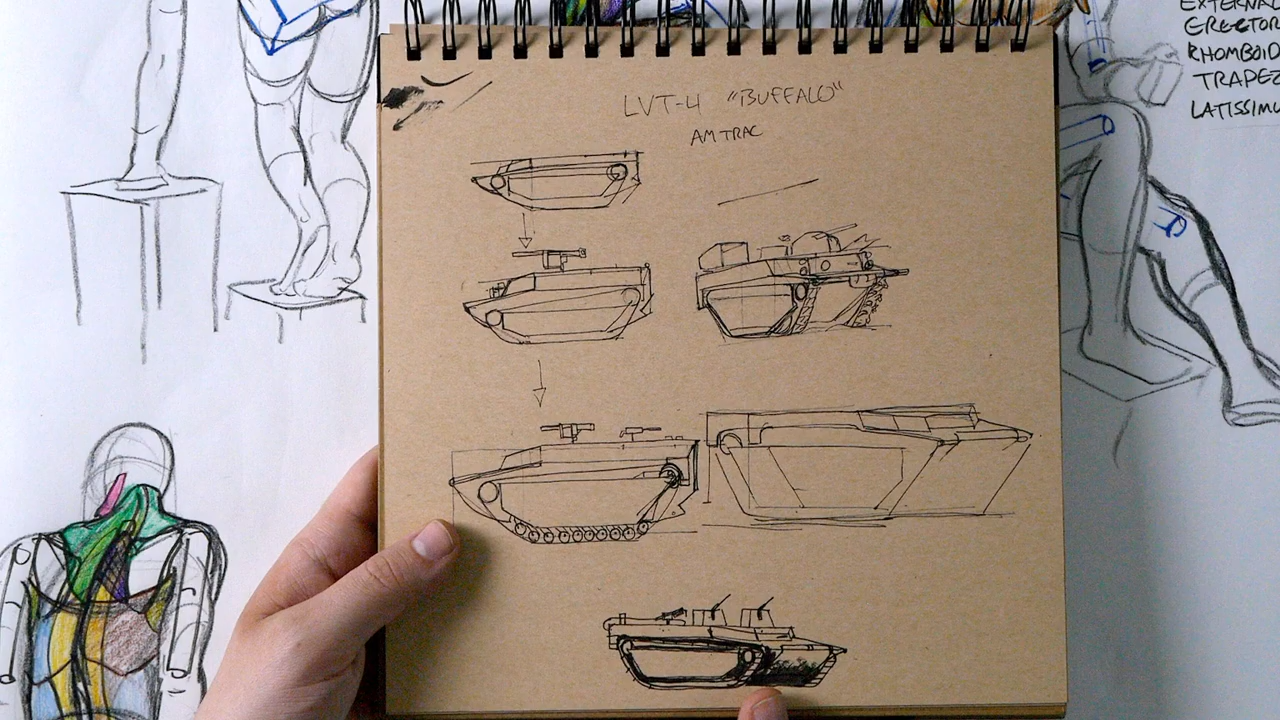 LVT-4 "BUFFALO"
AMTRAC
EXTERNAL
ERECTOR
RHOMBOID
TRAPEZ
LATISSIMU